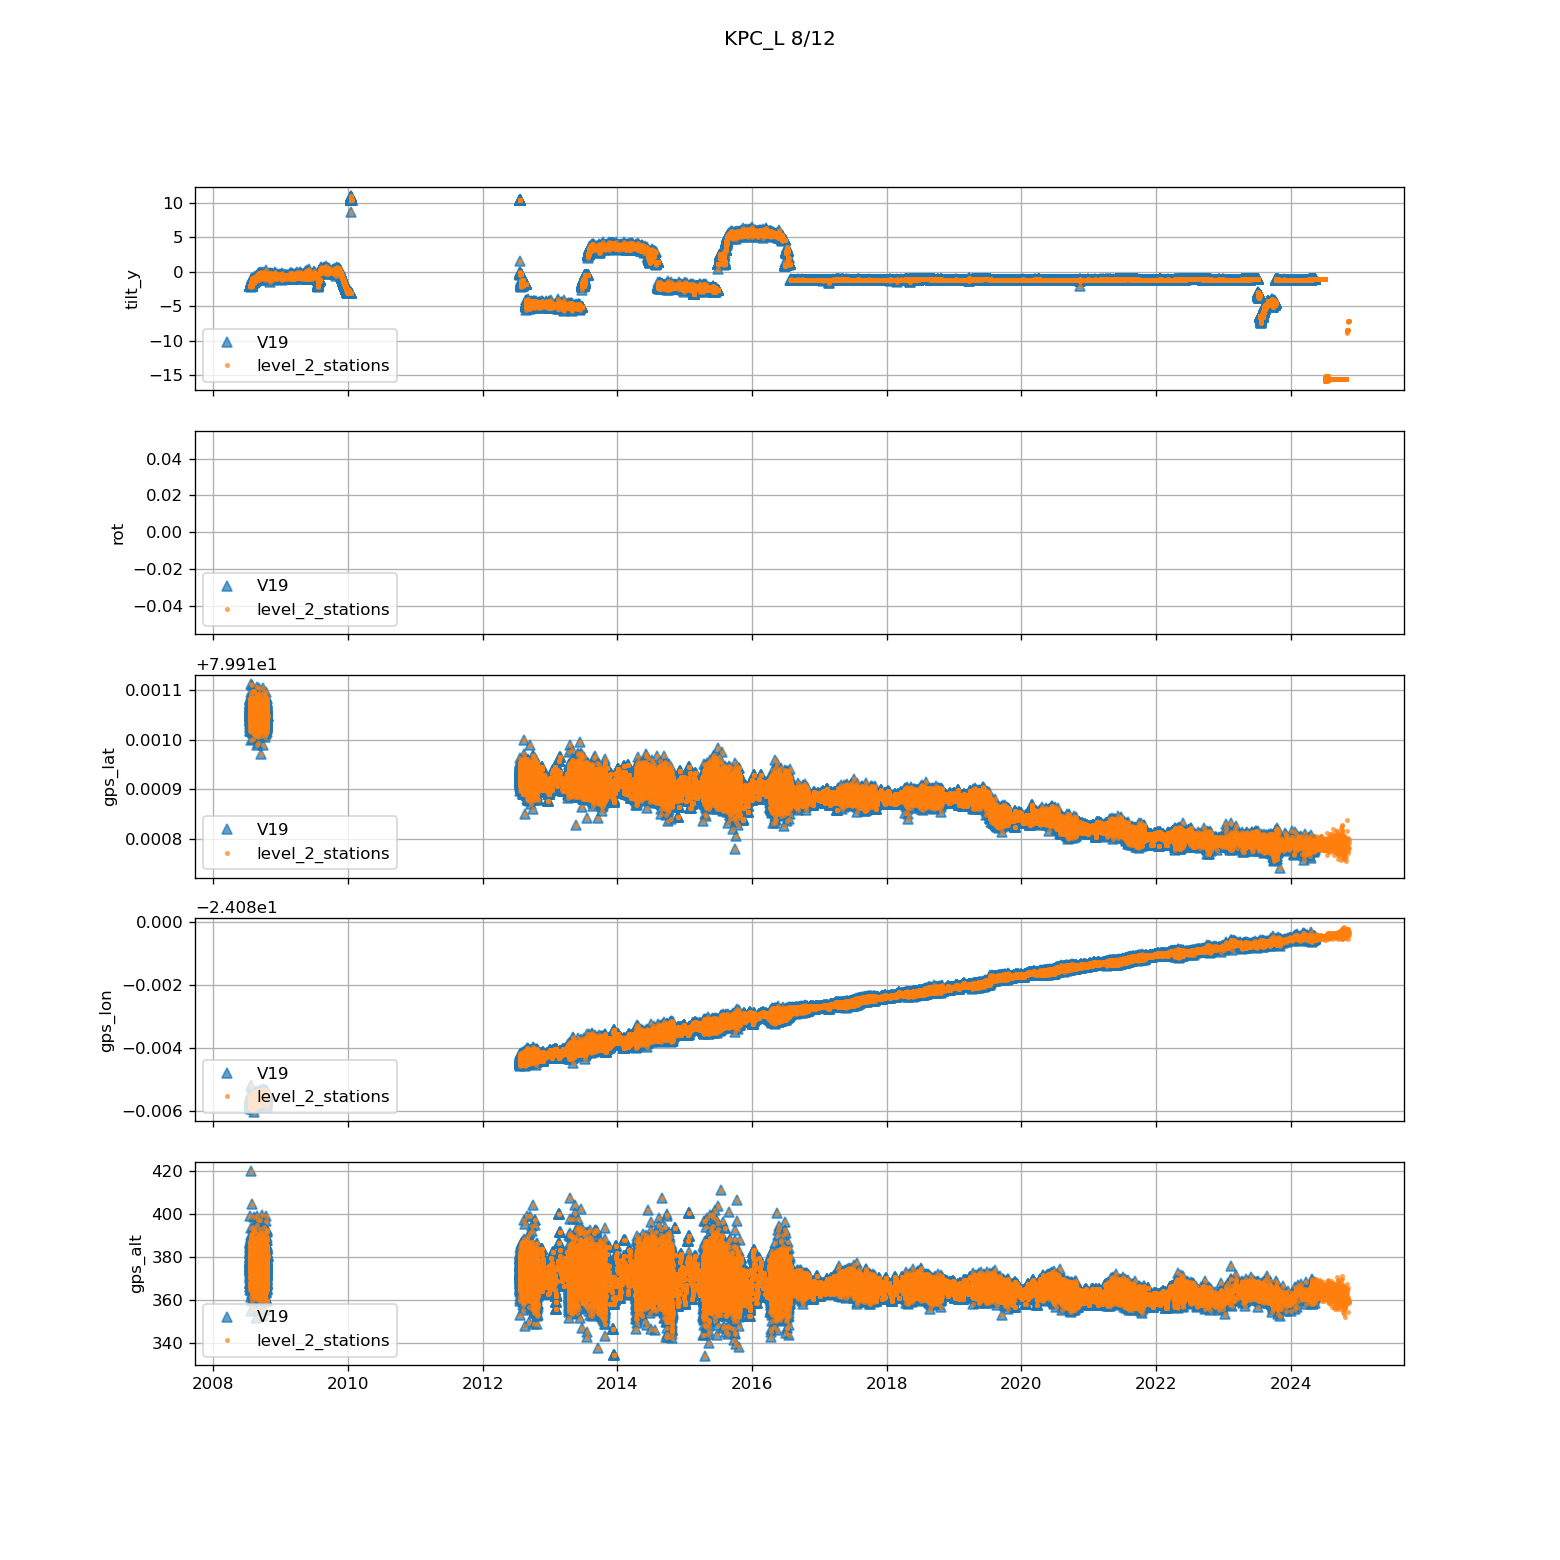 KPC_L 8/12
10
5
0
−5
−10
−15
tilt_y
V19
level_2_stations
0.04
0.02
0.00
−0.02
−0.04
rot
V19
level_2_stations
+7.991e1
0.0011
0.0010
0.0009
0.0008
gps_lat
V19
level_2_stations
−2.408e1
0.000
−0.002
−0.004
−0.006
gps_lon
V19
level_2_stations
420
400
380
360
340
gps_alt
V19
level_2_stations
2008 2010 2012 2014 2016 2018 2020 2022 2024